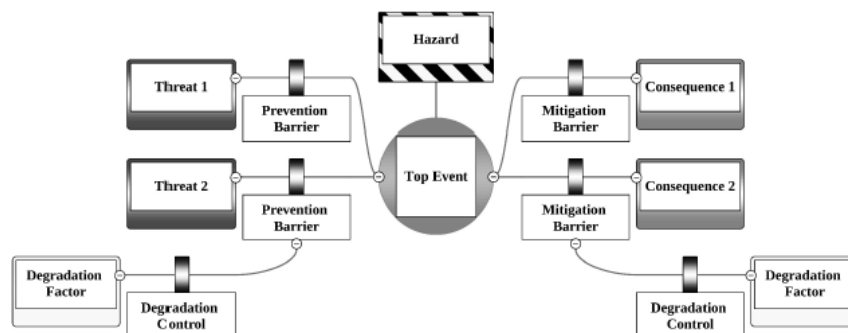 Hazard
Threat 1
Prevention
Barrier
Mitigation
Barrier
Consequence 1
Threat 2
Prevention
Barrier
Top Event
Mitigation
Barrier
Consequence 2
Degradation
Factor
Degradation
Control
Degradation
Control
Degradation
Factor